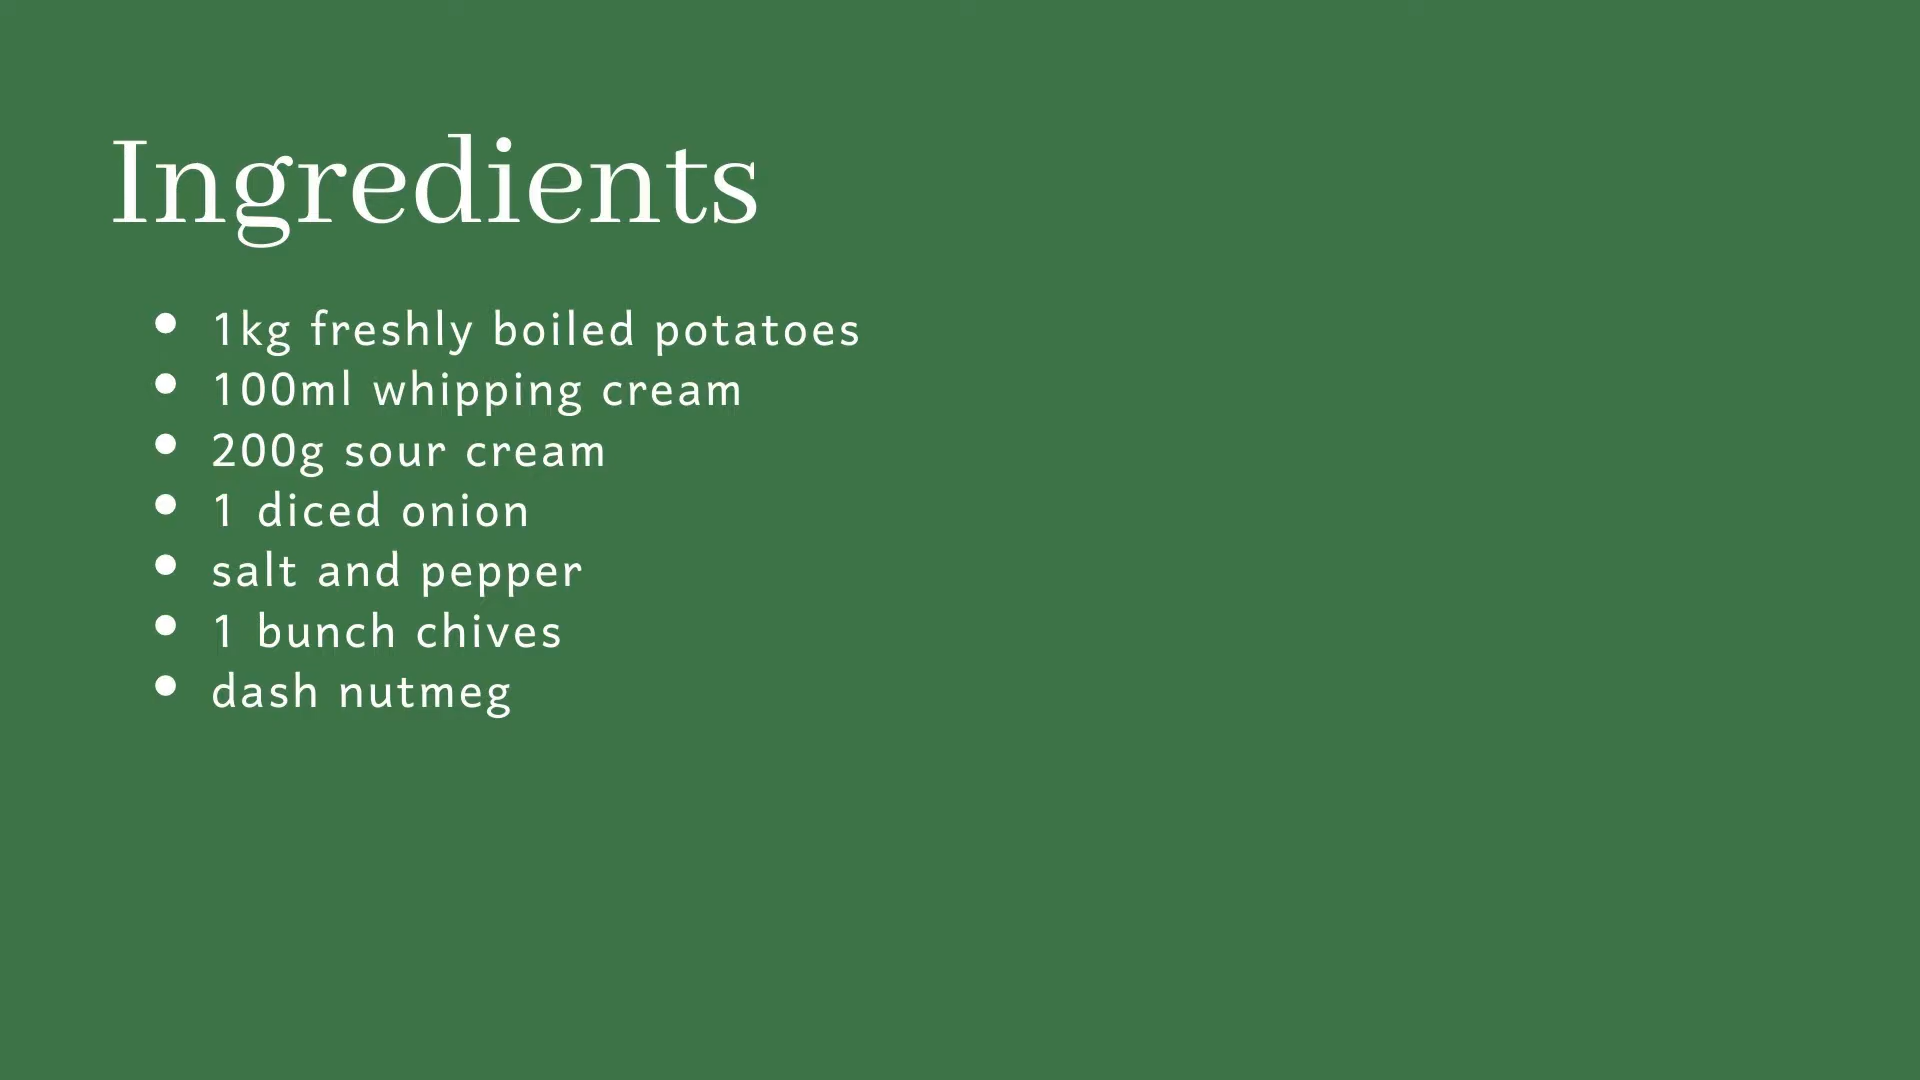 Ingredients
1kg freshly boiled potatoes
100ml whipping cream
200g sour cream
1 diced onion
salt and pepper
1 bunch chives
dash nutmeg